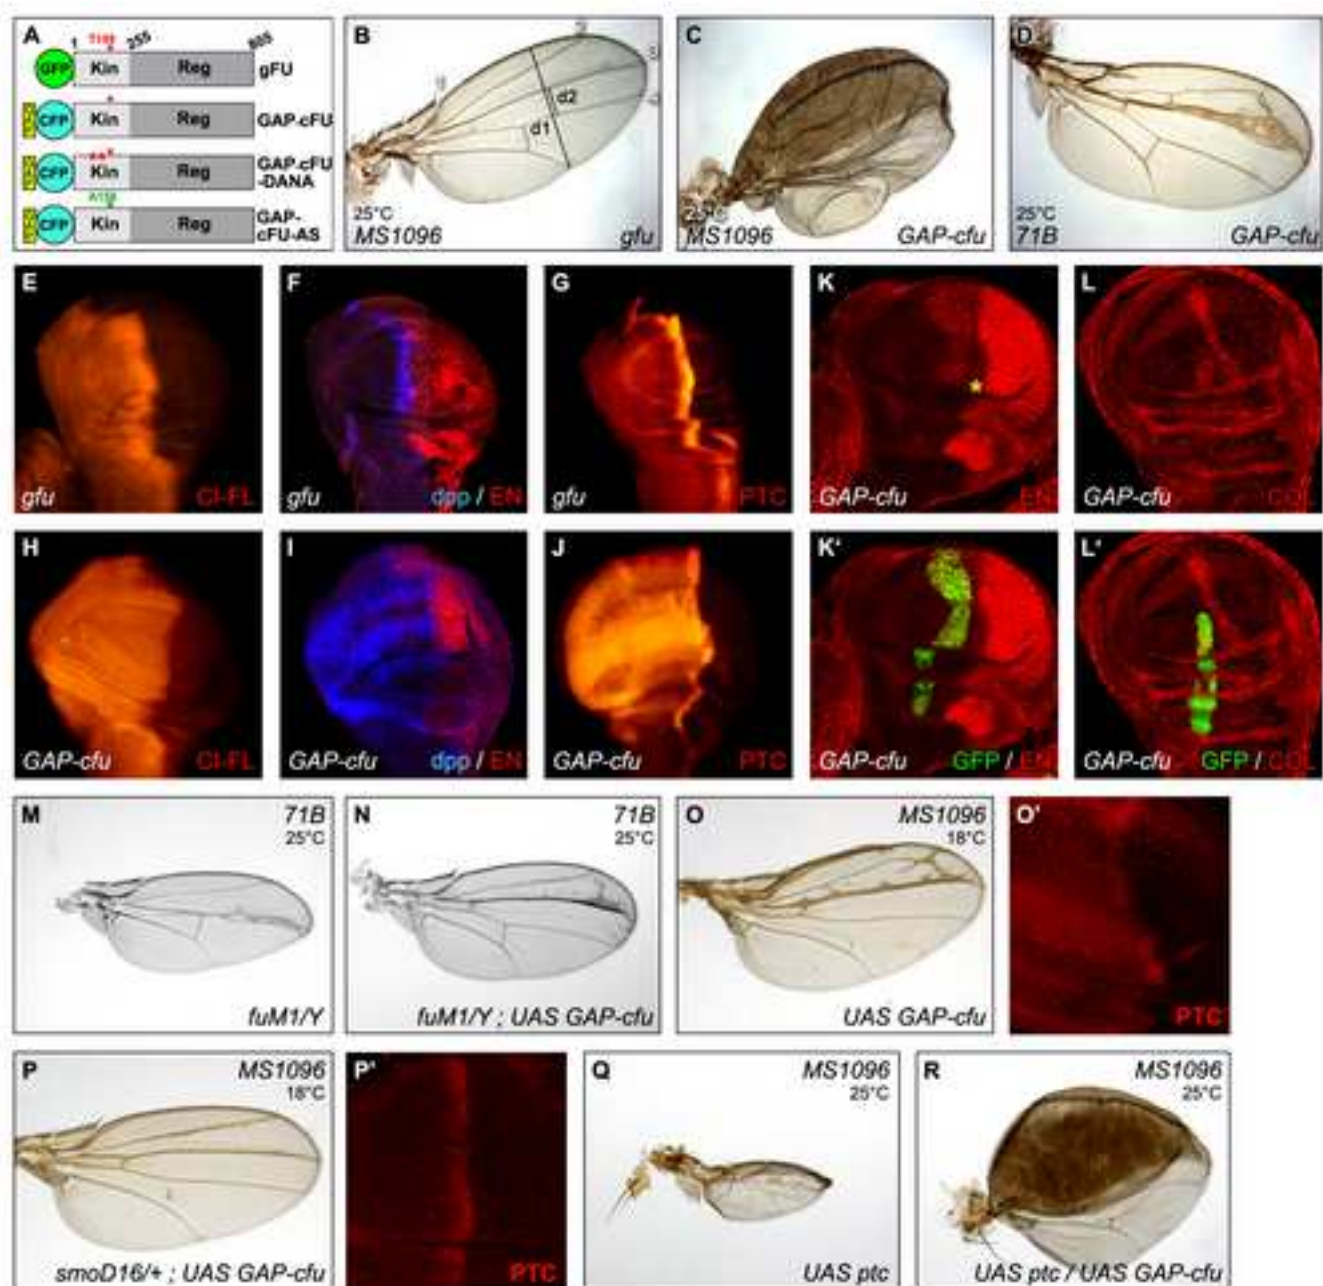 A
1
255
GFP
Kin
Reg
gFU
CFP
Kin
Reg
GAP-cFU
CFP
Kin
Reg
GAP-cFU
-DANA
CFP
Kin
Reg
GAP-
cFU-AS
B
d2
d1
25°C
MS1096
gfu
C
MS1096
GAP-cfu
D
25°C
71B
GAP-cfu
E
gfu
CI-FL
F
gfu
dpp / EN
G
gfu
PTC
K
GAP-cfu
EN
L
GAP-cfu
COL
H
GAP-cfu
CI-FL
I
GAP-cfu
dpp / EN
J
GAP-cfu
PTC
K'
GAP-cfu
GFP / EN
L'
GAP-cfu
GFP / COL
M
71B
25°C
fuM1/Y
N
71B
25°C
fuM1/Y ; UAS GAP-cfu
O
MS1096
18°C
UAS GAP-cfu
O'
PTC
P
MS1096
18°C
smoD16/+ ; UAS GAP-cfu
P'
PTC
Q
MS1096
25°C
UAS ptc
R
MS1096
25°C
UAS ptc / UAS GAP-cfu